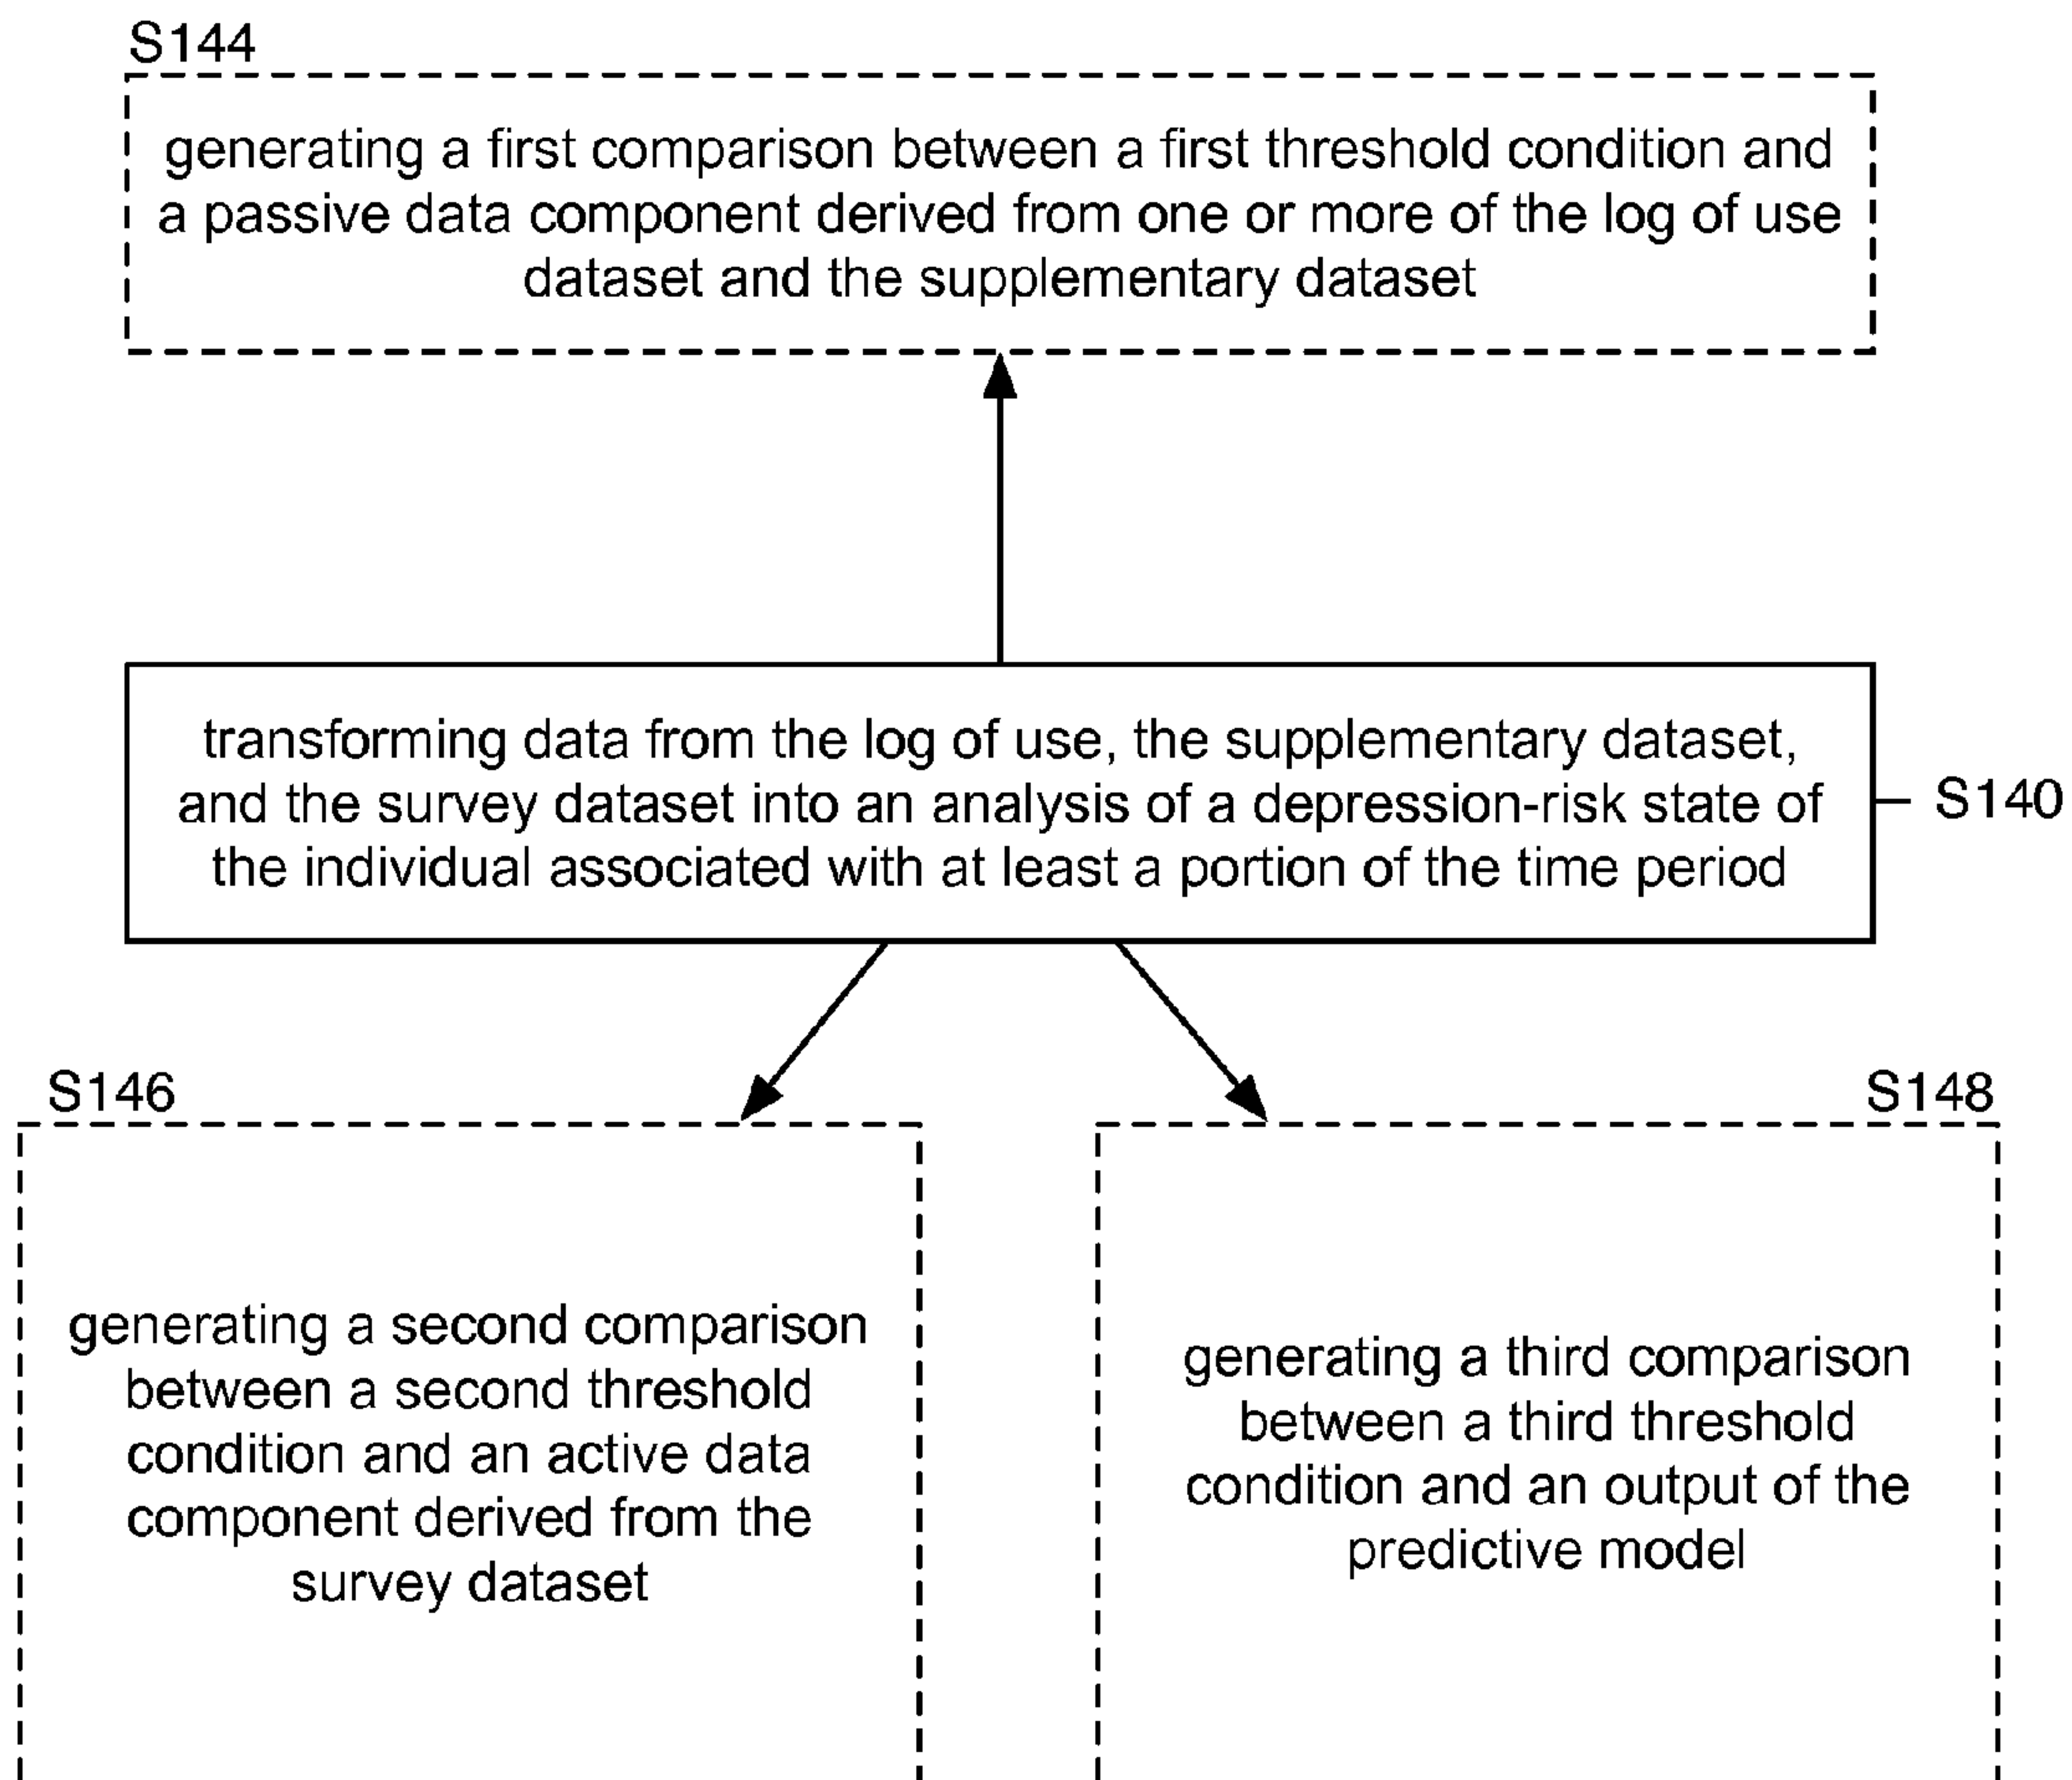 S144
generating a first comparison between a first threshold condition and
a passive data component derived from one or more of the log of use
dataset and the supplementary dataset
transforming data from the log of use, the supplementary dataset,
and the survey dataset into an analysis of a depression-risk state of
the individual associated with at least a portion of the time period
S140
S146
generating a second comparison
between a second threshold
condition and an active data
component derived from the
survey dataset
S148
generating a third comparison
between a third threshold
condition and an output of the
predictive model